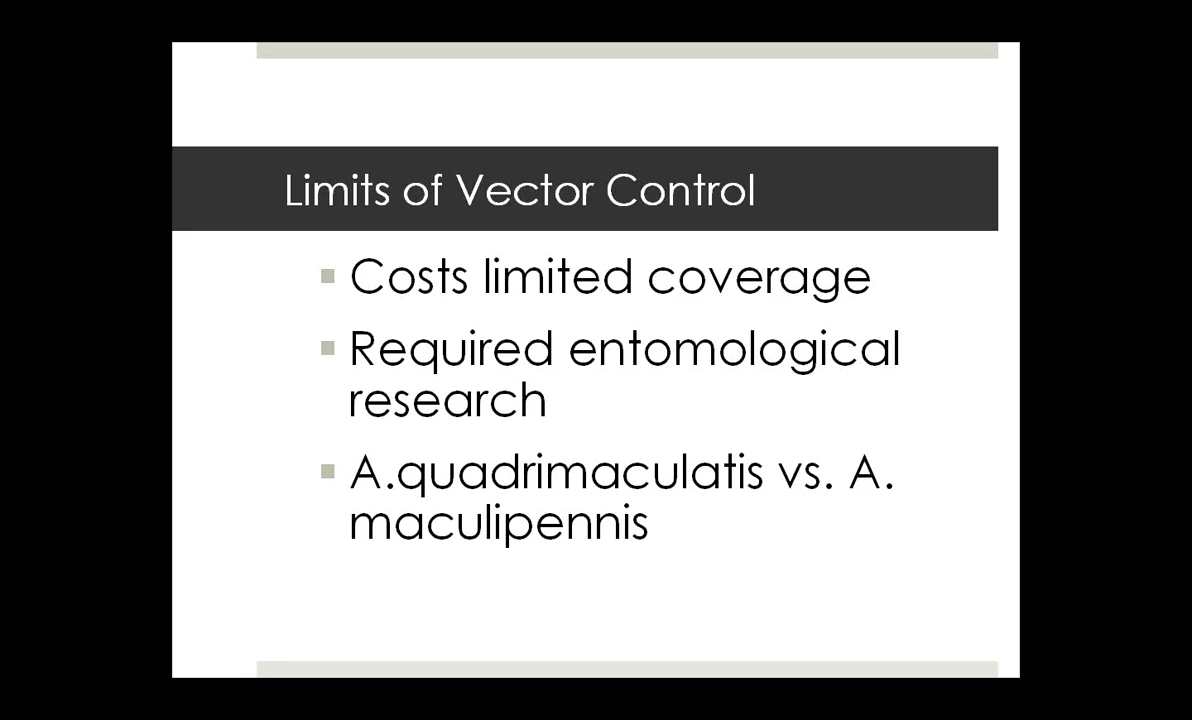 Limits of Vector Control
Costs limited coverage
Required entomological
research
A.quadrimaculatis vs. A.
maculipennis